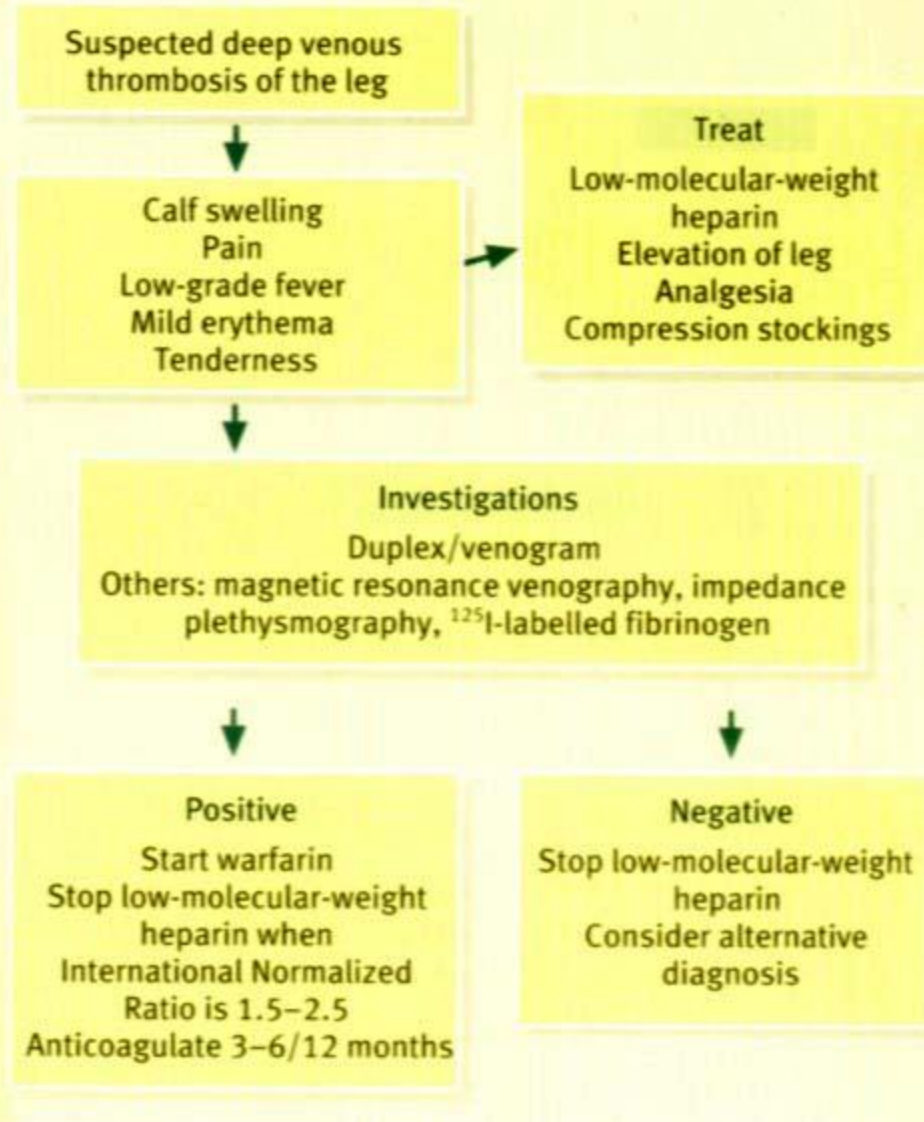 Suspected deep venous
thrombosis of the leg
Calf swelling
Pain
Low-grade fever
Mild erythema
Tenderness
Treat
Low-molecular-weight
heparin
Elevation of leg
Analgesia
Compression stockings
Investigations
Duplex/venogram
Others: magnetic resonance venography, impedance
plethysmography, ¹²⁵I-labelled fibrinogen
Positive
Start warfarin
Stop low-molecular-weight
heparin when
International Normalized
Ratio is 1.5–2.5
Anticoagulate 3–6/12 months
Negative
Stop low-molecular-weight
heparin
Consider alternative
diagnosis